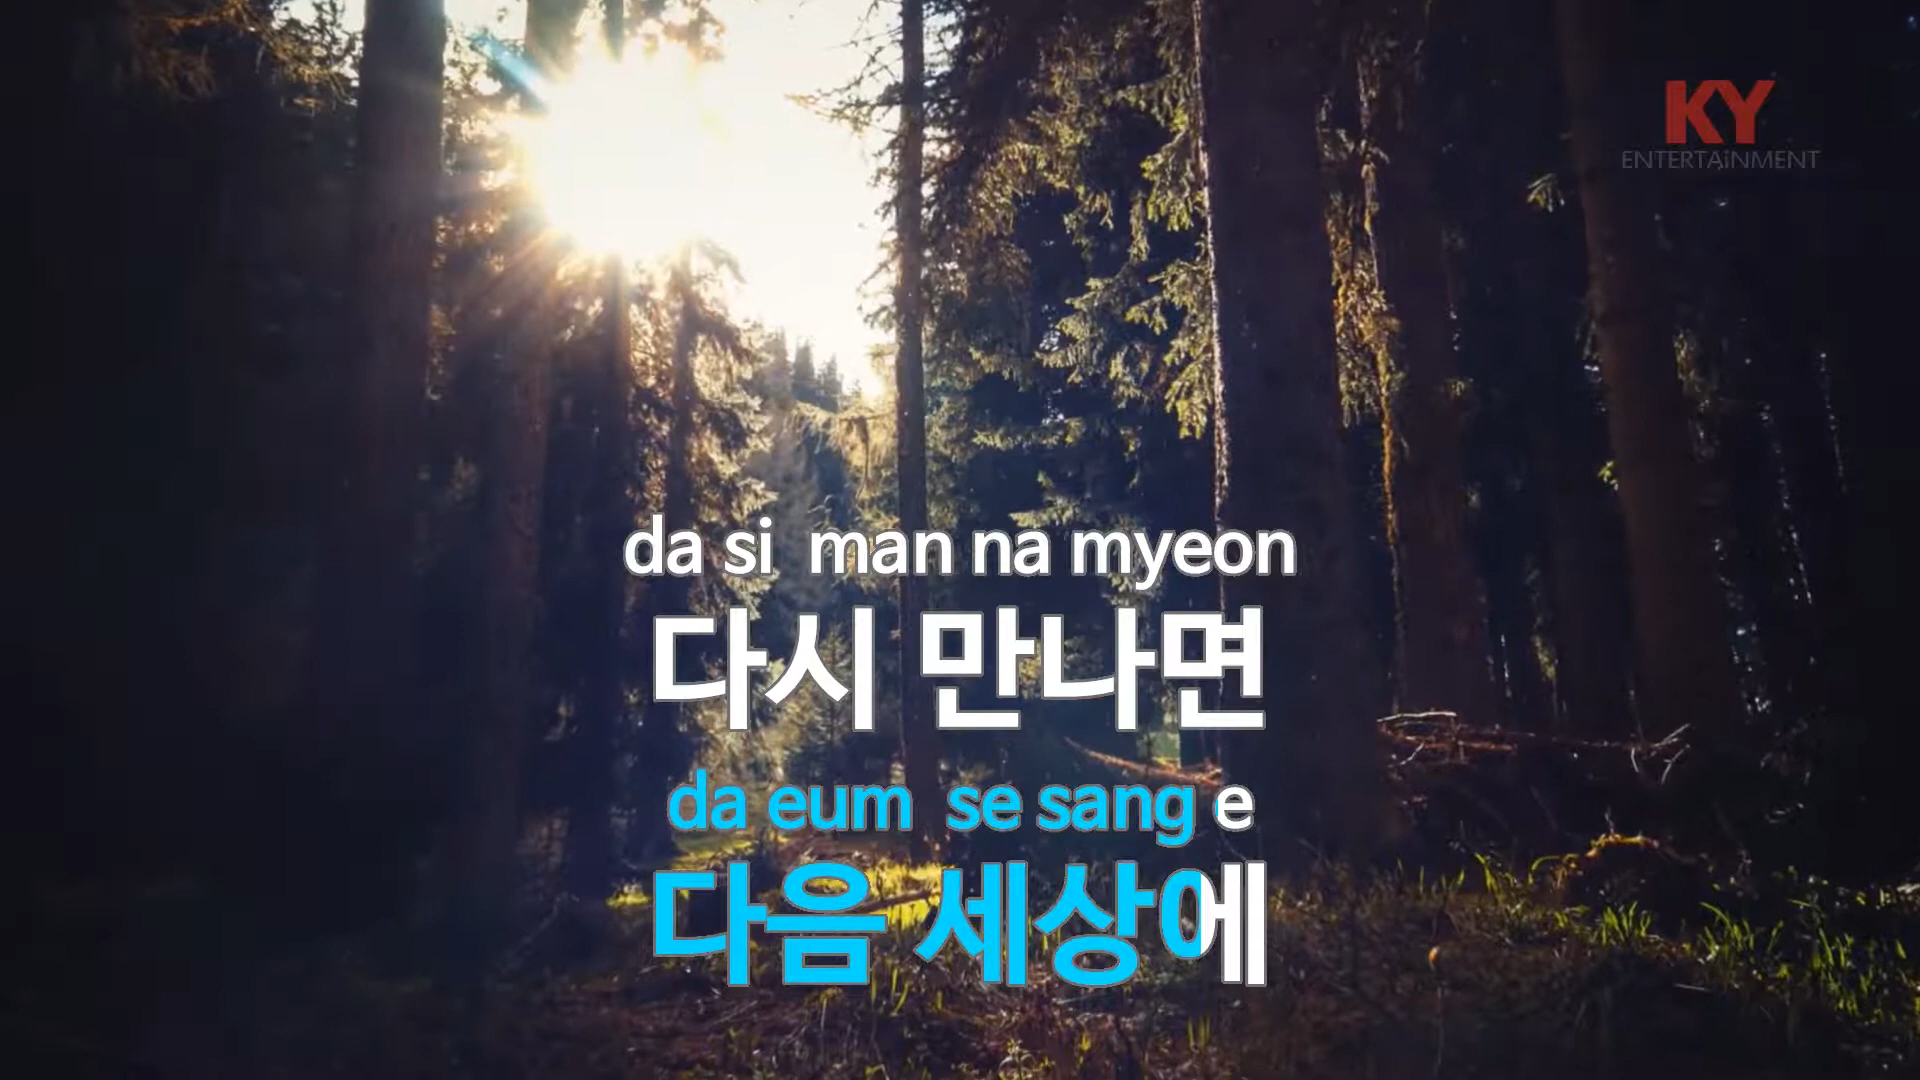 KY
ENTERTAINMENT
da si man na myeon
다시 만나면
da eum se sang e
다음 세상에